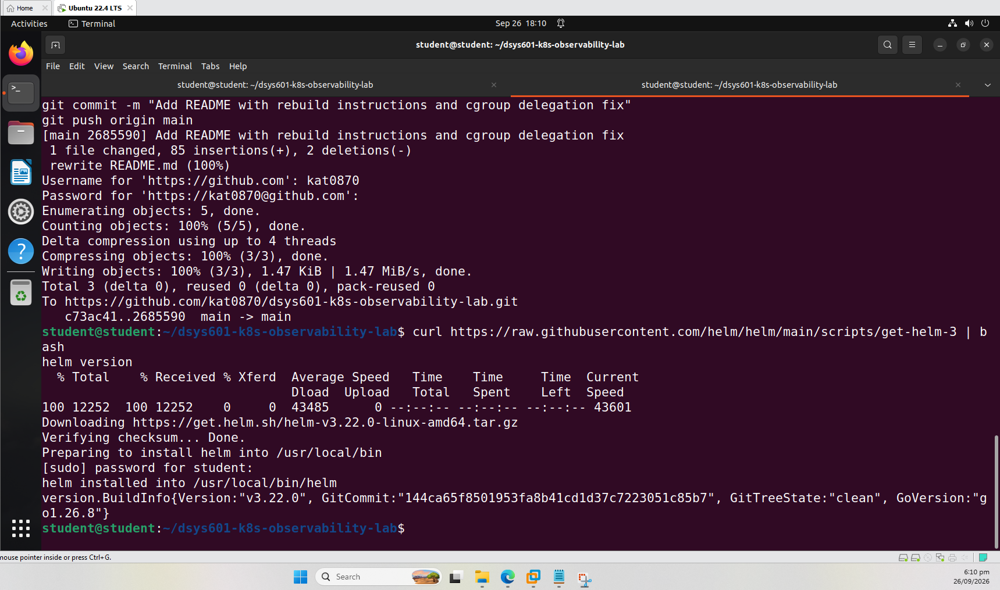 Home
Ubuntu 22.4 LTS
Activities
Terminal
Sep 26 18:10
student@student: ~/dsys601-k8s-observability-lab
File Edit View Search Terminal Tabs Help
student@student: ~/dsys601-k8s-observability-lab
student@student: ~/dsys601-k8s-observability-lab
git commit -m "Add README with rebuild instructions and cgroup delegation fix"
git push origin main
[main 2685590] Add README with rebuild instructions and cgroup delegation fix
 1 file changed, 85 insertions(+), 2 deletions(-)
 rewrite README.md (100%)
Username for 'https://github.com': kat0870
Password for 'https://kat0870@github.com':
Enumerating objects: 5, done.
Counting objects: 100% (5/5), done.
Delta compression using up to 4 threads
Compressing objects: 100% (3/3), done.
Writing objects: 100% (3/3), 1.47 KiB | 1.47 MiB/s, done.
Total 3 (delta 0), reused 0 (delta 0), pack-reused 0
To https://github.com/kat0870/dsys601-k8s-observability-lab.git
   c73ac41..2685590  main -> main
student@student:~/dsys601-k8s-observability-lab$ curl https://raw.githubusercontent.com/helm/helm/main/scripts/get-helm-3 | b
ash
helm version
  % Total    % Received % Xferd  Average Speed   Time    Time     Time  Current
                                 Dload  Upload   Total   Spent    Left  Speed
100 12252  100 12252    0     0  43485      0 --:--:-- --:--:-- --:--:-- 43601
Downloading https://get.helm.sh/helm-v3.22.0-linux-amd64.tar.gz
Verifying checksum... Done.
Preparing to install helm into /usr/local/bin
[sudo] password for student:
helm installed into /usr/local/bin/helm
version.BuildInfo{Version:"v3.22.0", GitCommit:"144ca65f8501953fa8b41cd1d37c7223051c85b7", GitTreeState:"clean", GoVersion:"g
o1.26.8"}
student@student:~/dsys601-k8s-observability-lab$
mouse pointer inside or press Ctrl+G.
Search
6:10 pm
26/09/2026